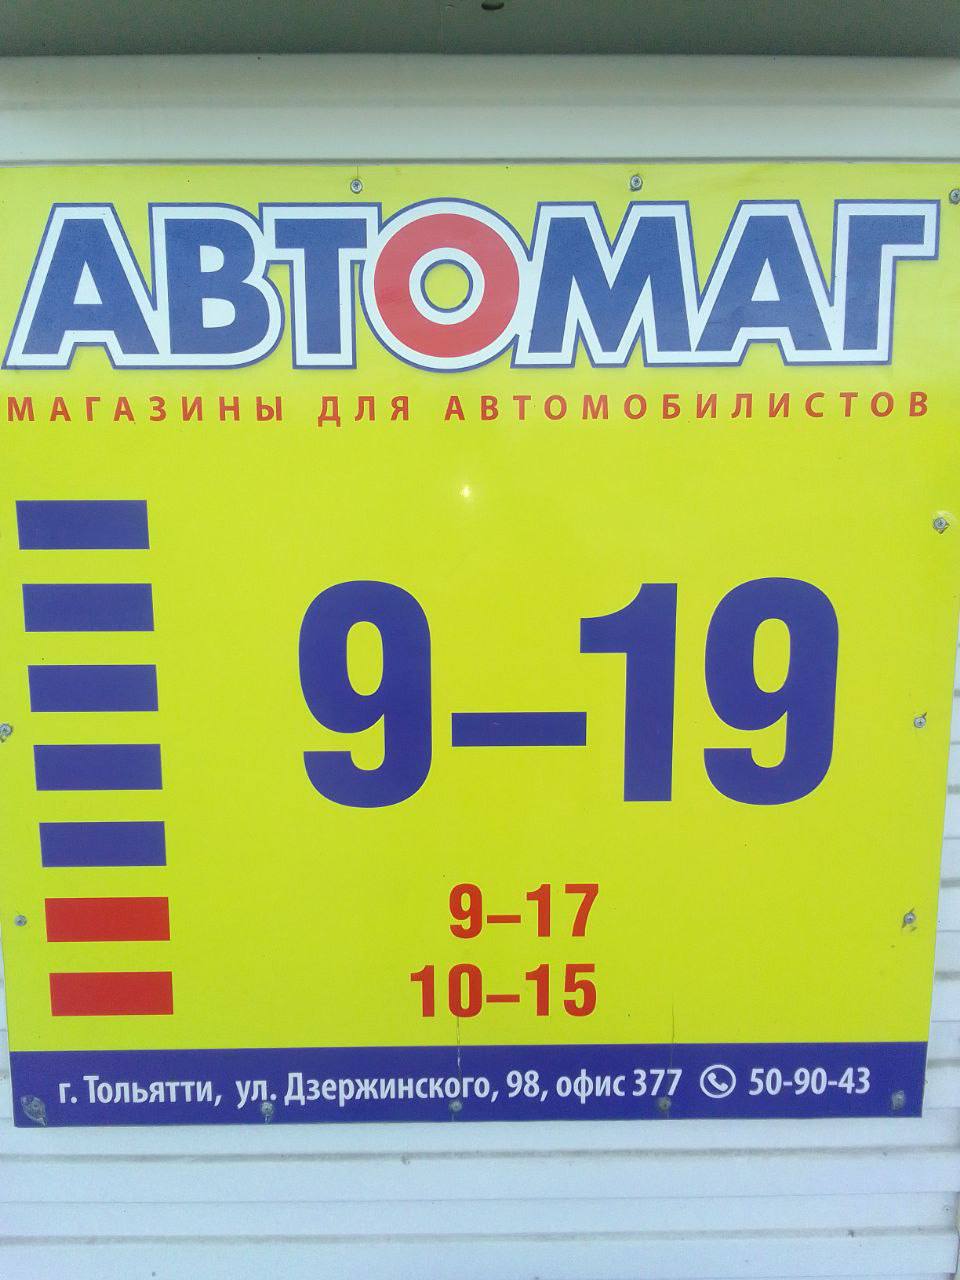 АВТОМАГ
МАГАЗИНЫ ДЛЯ АВТОМОБИЛИСТОВ
9–19
9–17
10–15
г. Тольятти, ул. Дзержинского, 98, офис 377 50-90-43